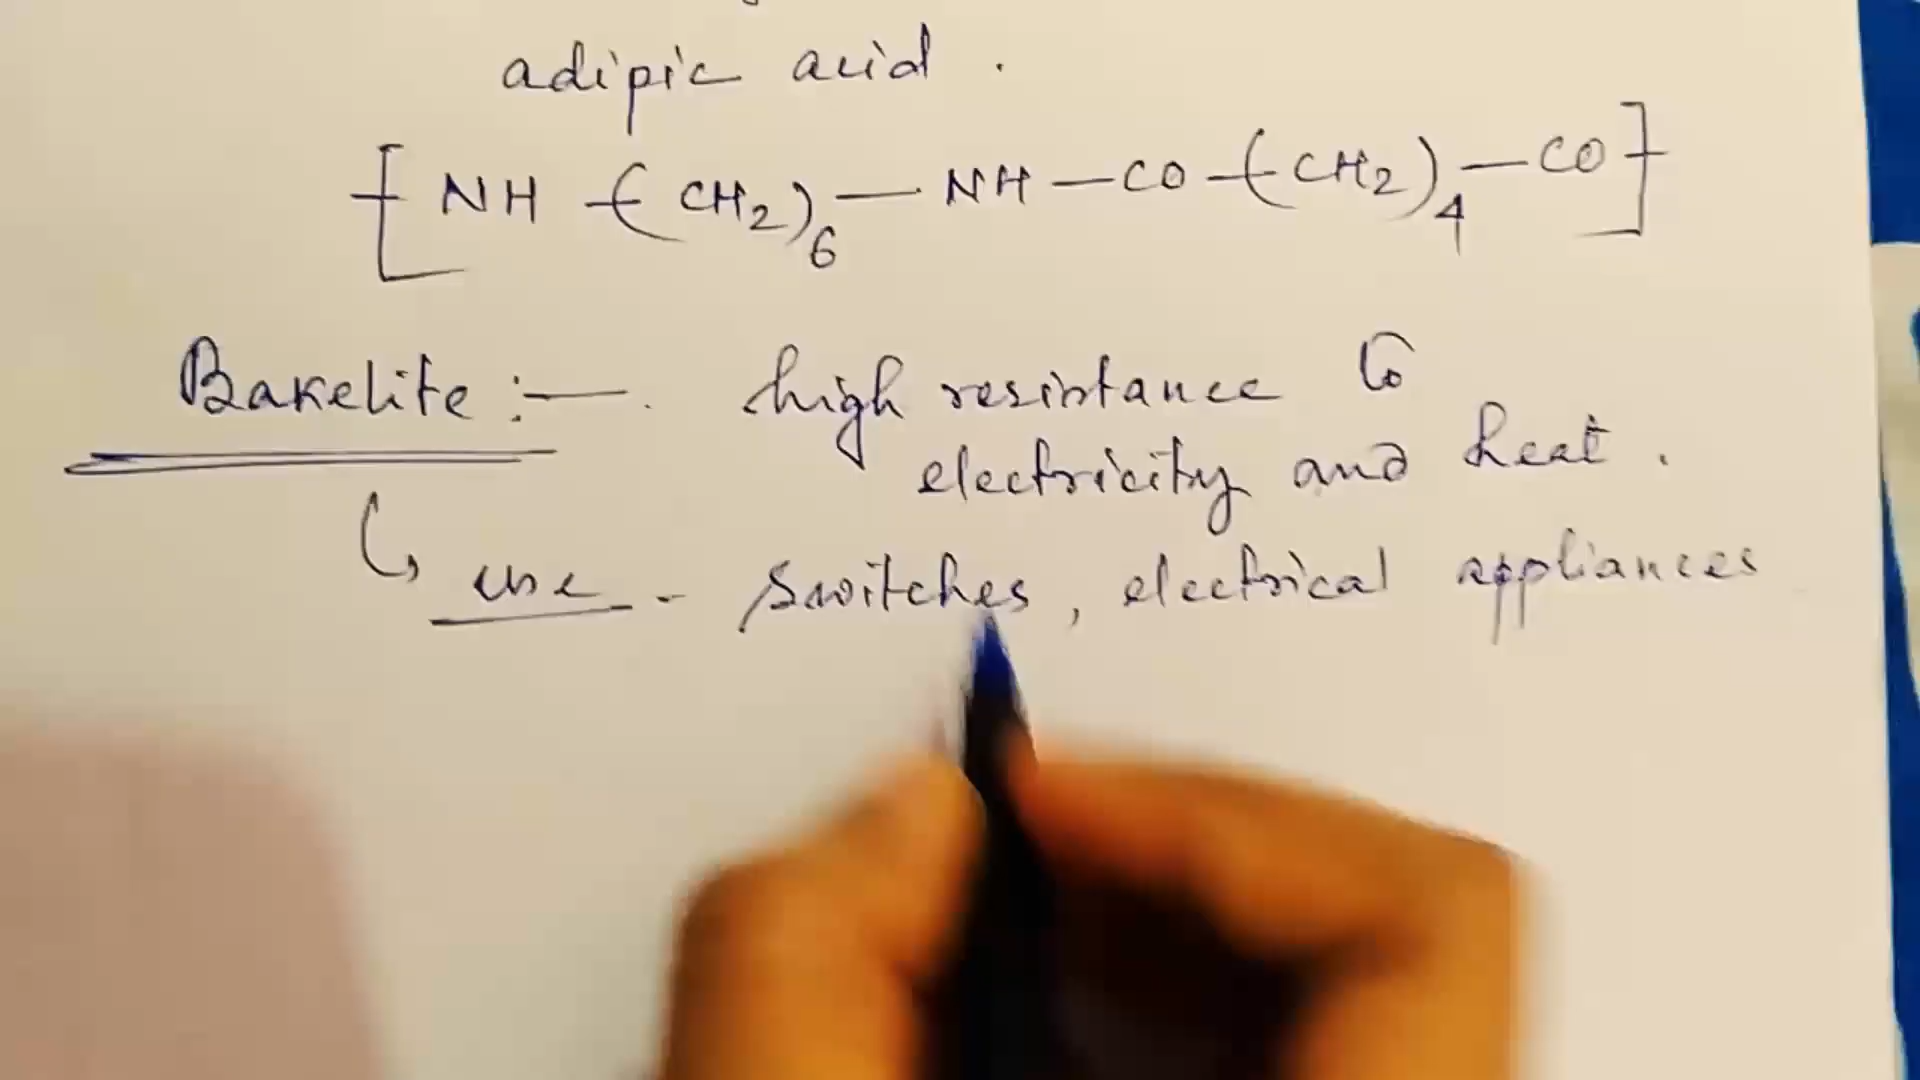 adipic acid .
[ NH -( CH2)6 — NH — CO -( CH2 )4 — CO ]
Bakelite :— . high resistance to
electricity and heat .
↳ use - switches , electrical appliances